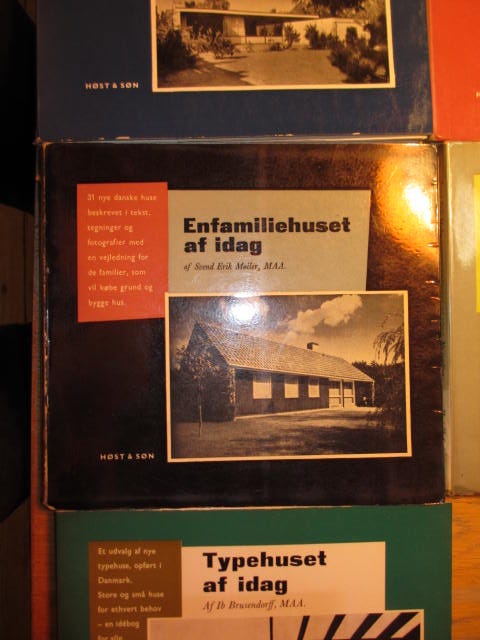 HØST & SØN
31 nye danske huse
beskrevet i tekst,
tegninger og
fotografier med
en vejledning for
de familier, som
vil købe grund og
bygge hus.
Enfamiliehuset
af idag
af Svend Erik Møller, MAA.
HØST & SØN
Et udvalg af nye
typehuse, opført i
Danmark.
Store og små huse
for ethvert behov
– en idébog
for alle
Typehuset
af idag
Af Ib Brusendorff, MAA.